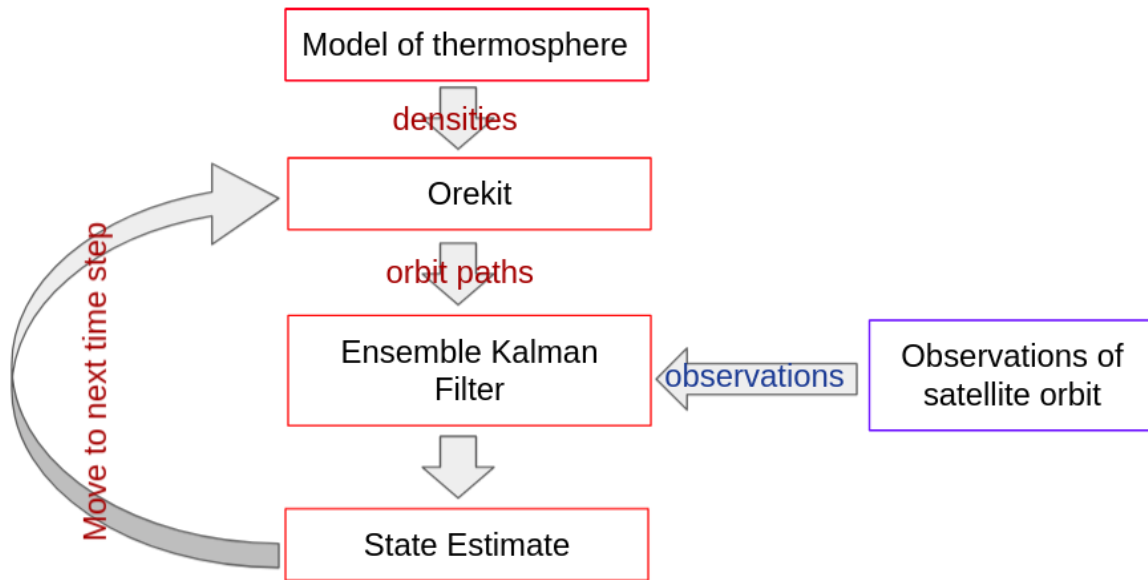 Model of thermosphere
densities
Orekit
orbit paths
Move to next time step
Ensemble Kalman
Filter
observations
Observations of
satellite orbit
State Estimate